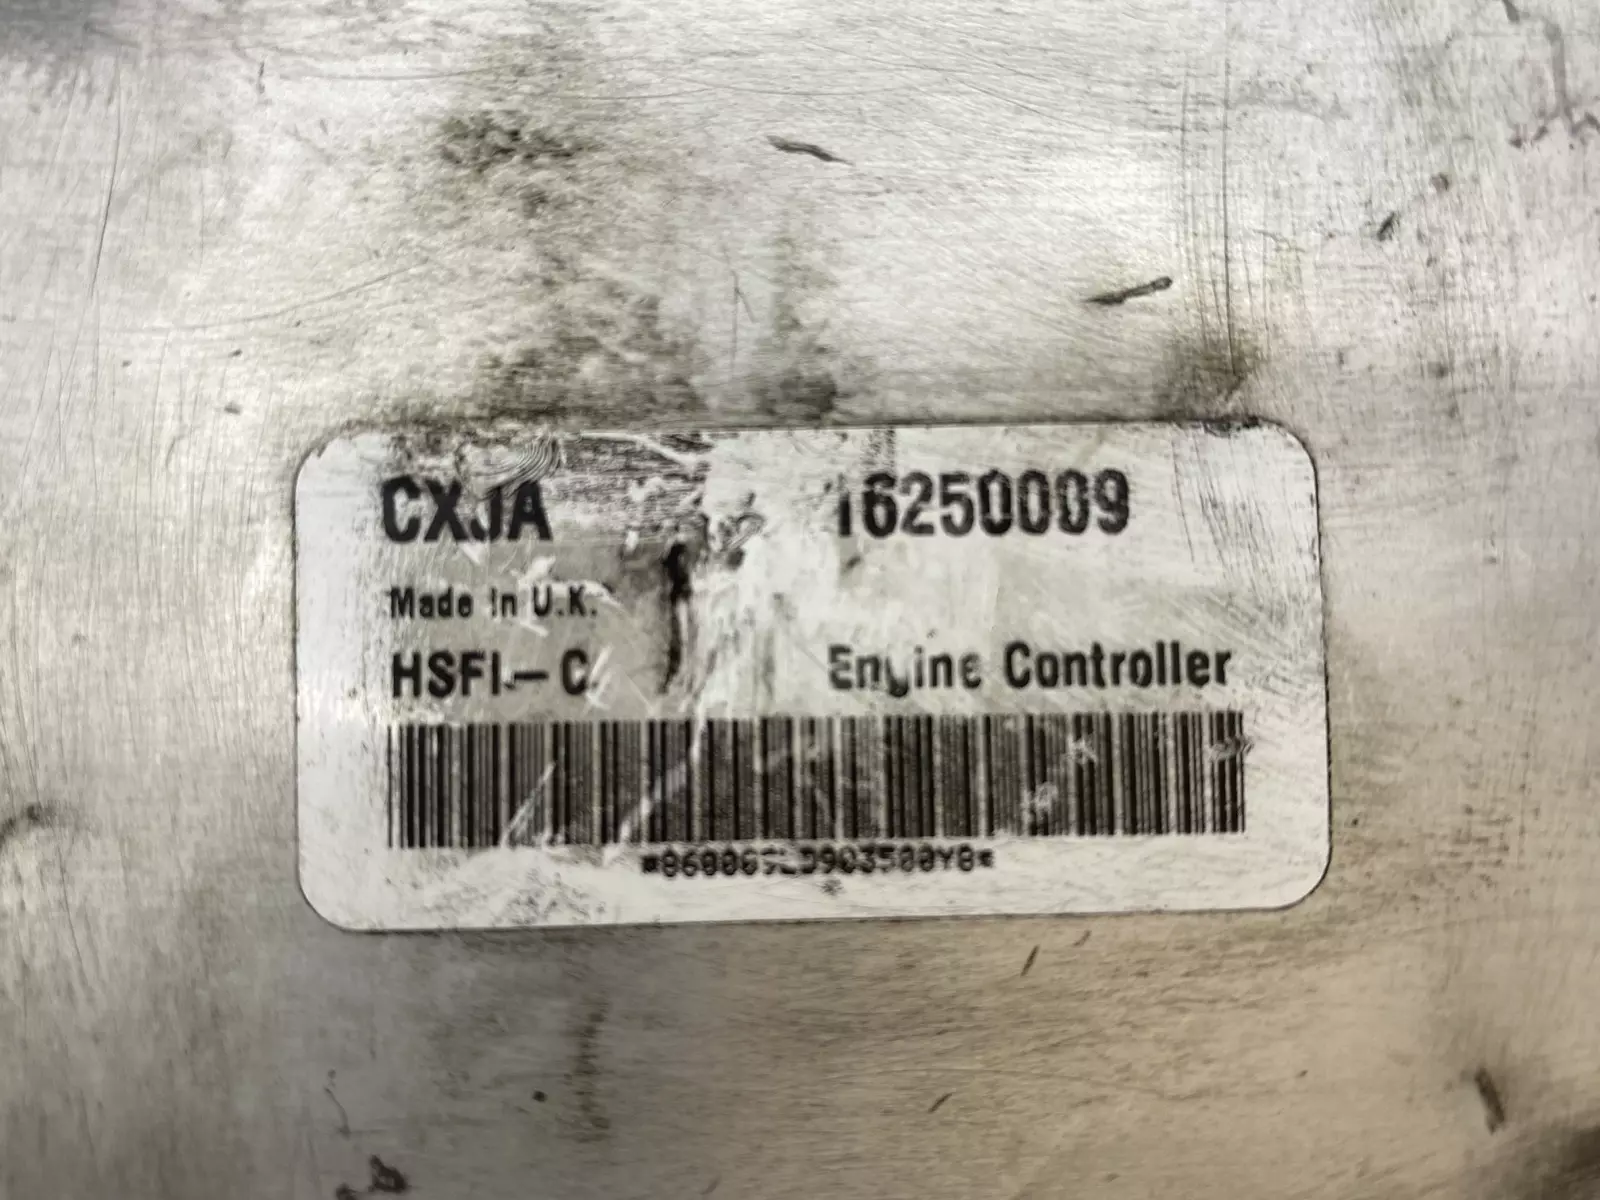 CXJA 16250009
Made in U.K.
HSFI-C Engine Controller